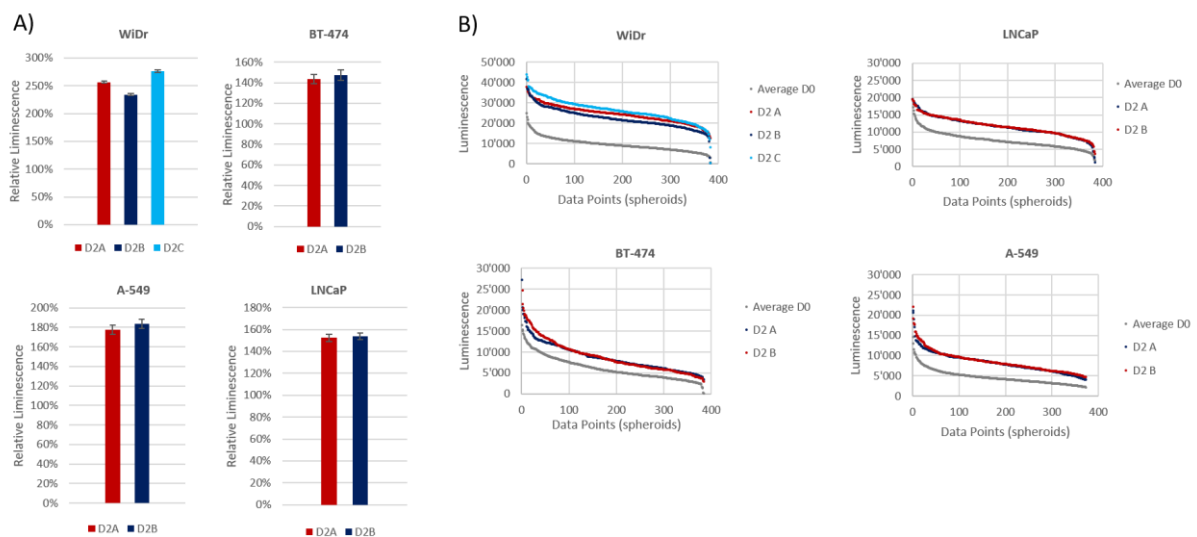 A)
WiDr
Relative Liminescence
300%
250%
200%
150%
100%
50%
0%
D2A D2B D2C
BT-474
Relative Liminescence
160%
140%
120%
100%
80%
60%
40%
20%
0%
D2A D2B
A-549
Relative Liminescence
200%
180%
160%
140%
120%
100%
80%
60%
40%
20%
0%
D2A D2B
LNCaP
Relative Liminescence
180%
160%
140%
120%
100%
80%
60%
40%
20%
0%
D2A D2B
B)
WiDr
Luminescence
50'000
40'000
30'000
20'000
10'000
0
0 100 200 300 400
Data Points (spheroids)
Average D0
D2 A
D2 B
D2 C
LNCaP
Luminescence
30'000
25'000
20'000
15'000
10'000
5'000
0
0 100 200 300 400
Data Points (spheroids)
Average D0
D2 A
D2 B
BT-474
Luminescence
30'000
25'000
20'000
15'000
10'000
5'000
0
0 100 200 300 400
Data Points (spheroids)
Average D0
D2 A
D2 B
A-549
Luminescence
30'000
25'000
20'000
15'000
10'000
5'000
0
0 100 200 300 400
Data Points (spheroids)
Average D0
D2 A
D2 B